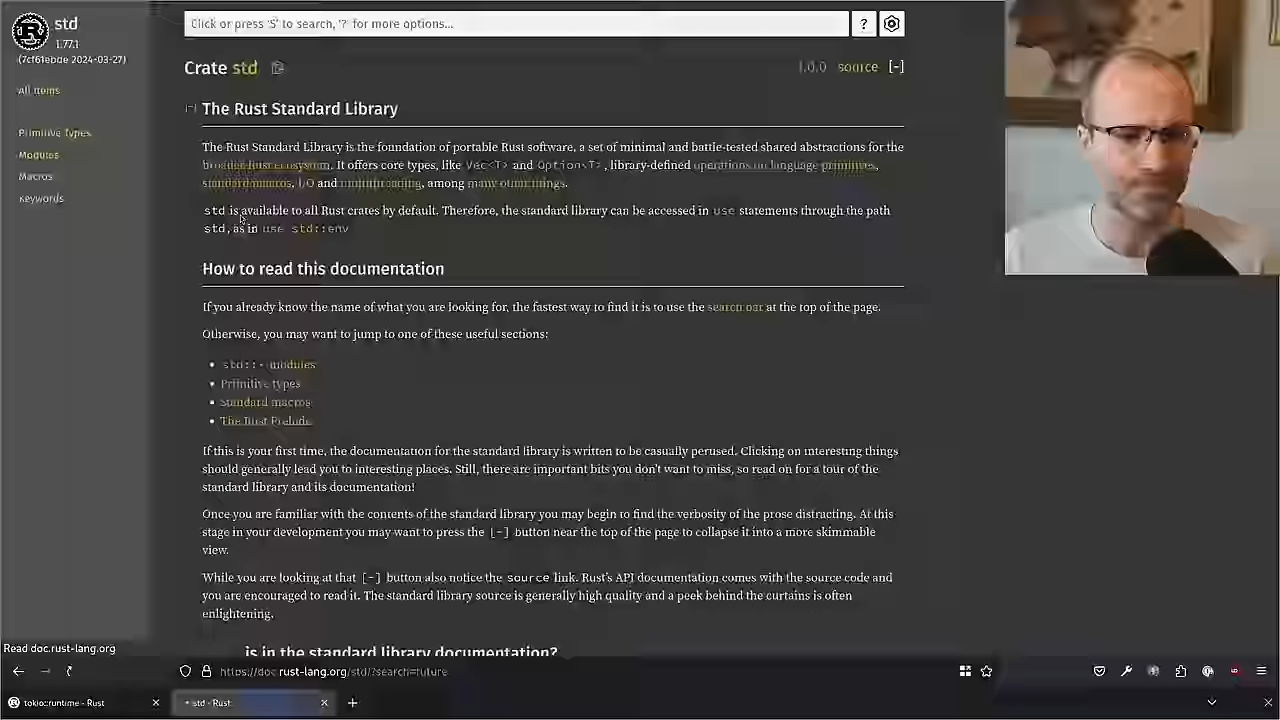 std
1.77.1
(7cf61ebde 2024-03-27)
All Items
Primitive Types
Modules
Macros
Keywords
Click or press 'S' to search, '?' for more options...
?
Crate std
1.0.0 source [-]
[-] The Rust Standard Library
The Rust Standard Library is the foundation of portable Rust software, a set of minimal and battle-tested shared abstractions for the
broader Rust ecosystem. It offers core types, like Vec<T> and Option<T>, library-defined operations on language primitives,
standard macros, I/O and multithreading, among many other things.
std is available to all Rust crates by default. Therefore, the standard library can be accessed in use statements through the path
std, as in use std::env
How to read this documentation
If you already know the name of what you are looking for, the fastest way to find it is to use the search bar at the top of the page.
Otherwise, you may want to jump to one of these useful sections:
• std::* modules
• Primitive types
• Standard macros
• The Rust Prelude
If this is your first time, the documentation for the standard library is written to be casually perused. Clicking on interesting things
should generally lead you to interesting places. Still, there are important bits you don't want to miss, so read on for a tour of the
standard library and its documentation!
Once you are familiar with the contents of the standard library you may begin to find the verbosity of the prose distracting. At this
stage in your development you may want to press the [-] button near the top of the page to collapse it into a more skimmable
view.
While you are looking at that [-] button also notice the source link. Rust's API documentation comes with the source code and
you are encouraged to read it. The standard library source is generally high quality and a peek behind the curtains is often
enlightening.
is in the standard library documentation?
Read doc.rust-lang.org
https://doc.rust-lang.org/std/?search=future
tokio::runtime - Rust
std - Rust